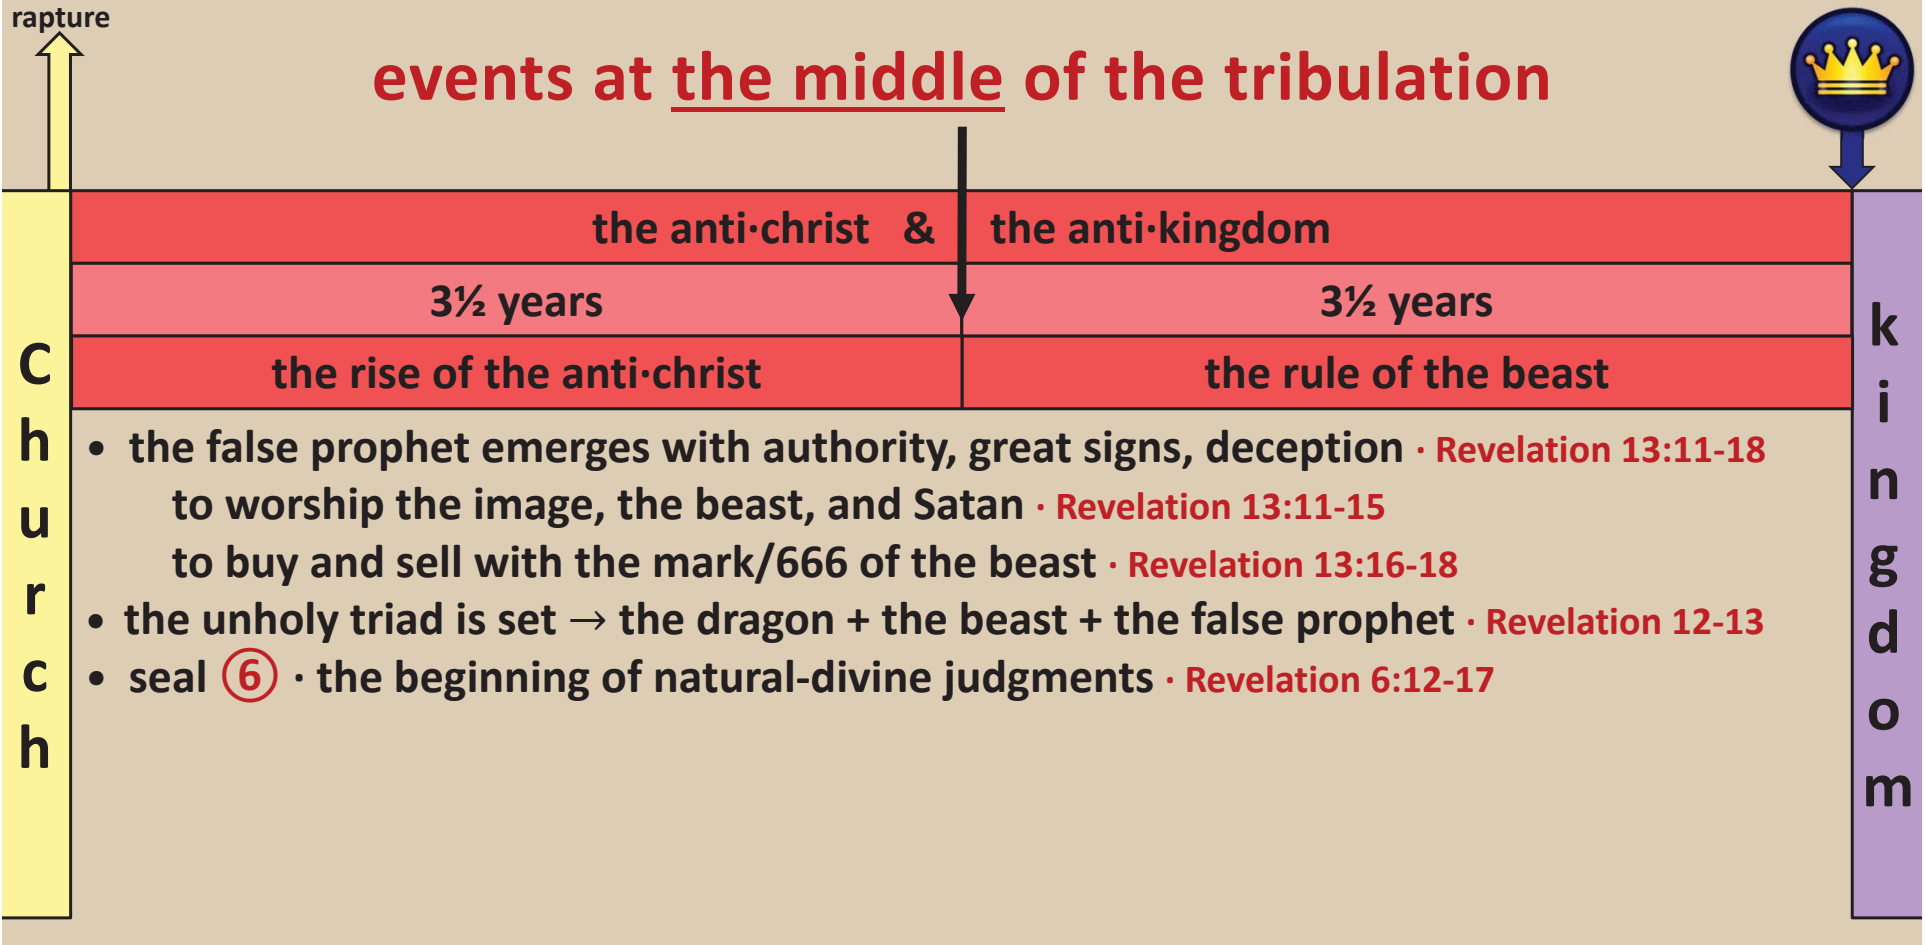 rapture
events at the middle of the tribulation
the anti·christ & the anti·kingdom
3½ years 3½ years
the rise of the anti·christ the rule of the beast
• the false prophet emerges with authority, great signs, deception · Revelation 13:11-18
to worship the image, the beast, and Satan · Revelation 13:11-15
to buy and sell with the mark/666 of the beast · Revelation 13:16-18
• the unholy triad is set → the dragon + the beast + the false prophet · Revelation 12-13
• seal ⑥ · the beginning of natural-divine judgments · Revelation 6:12-17
Church
kingdom